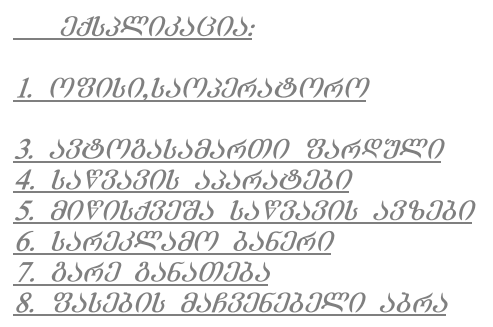 ექსპლიკაცია:
1. ოფისი,საოპერატორო
3. ავტოგასამართი ფარდული
4. საწვავის აპარატები
5. მიწისქვეშა საწვავის ავზები
6. სარეკლამო ბანერი
7. გარე განათება
8. ფასების მაჩვენებელი აბრა